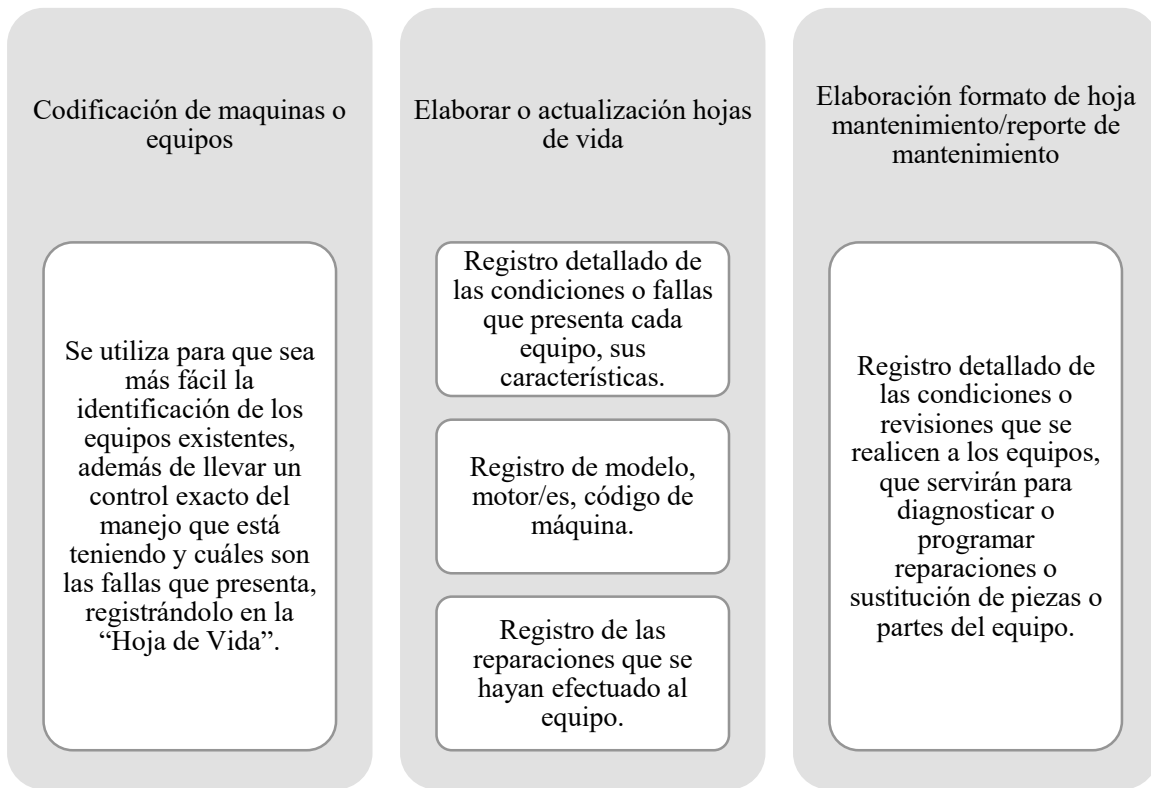 Codificación de maquinas o
equipos
Se utiliza para que sea
más fácil la
identificación de los
equipos existentes,
además de llevar un
control exacto del
manejo que está
teniendo y cuáles son
las fallas que presenta,
registrándolo en la
“Hoja de Vida”.
Elaborar o actualización hojas
de vida
Registro detallado de
las condiciones o fallas
que presenta cada
equipo, sus
características.
Registro de modelo,
motor/es, código de
máquina.
Registro de las
reparaciones que se
hayan efectuado al
equipo.
Elaboración formato de hoja
mantenimiento/reporte de
mantenimiento
Registro detallado de
las condiciones o
revisiones que se
realicen a los equipos,
que servirán para
diagnosticar o
programar
reparaciones o
sustitución de piezas o
partes del equipo.